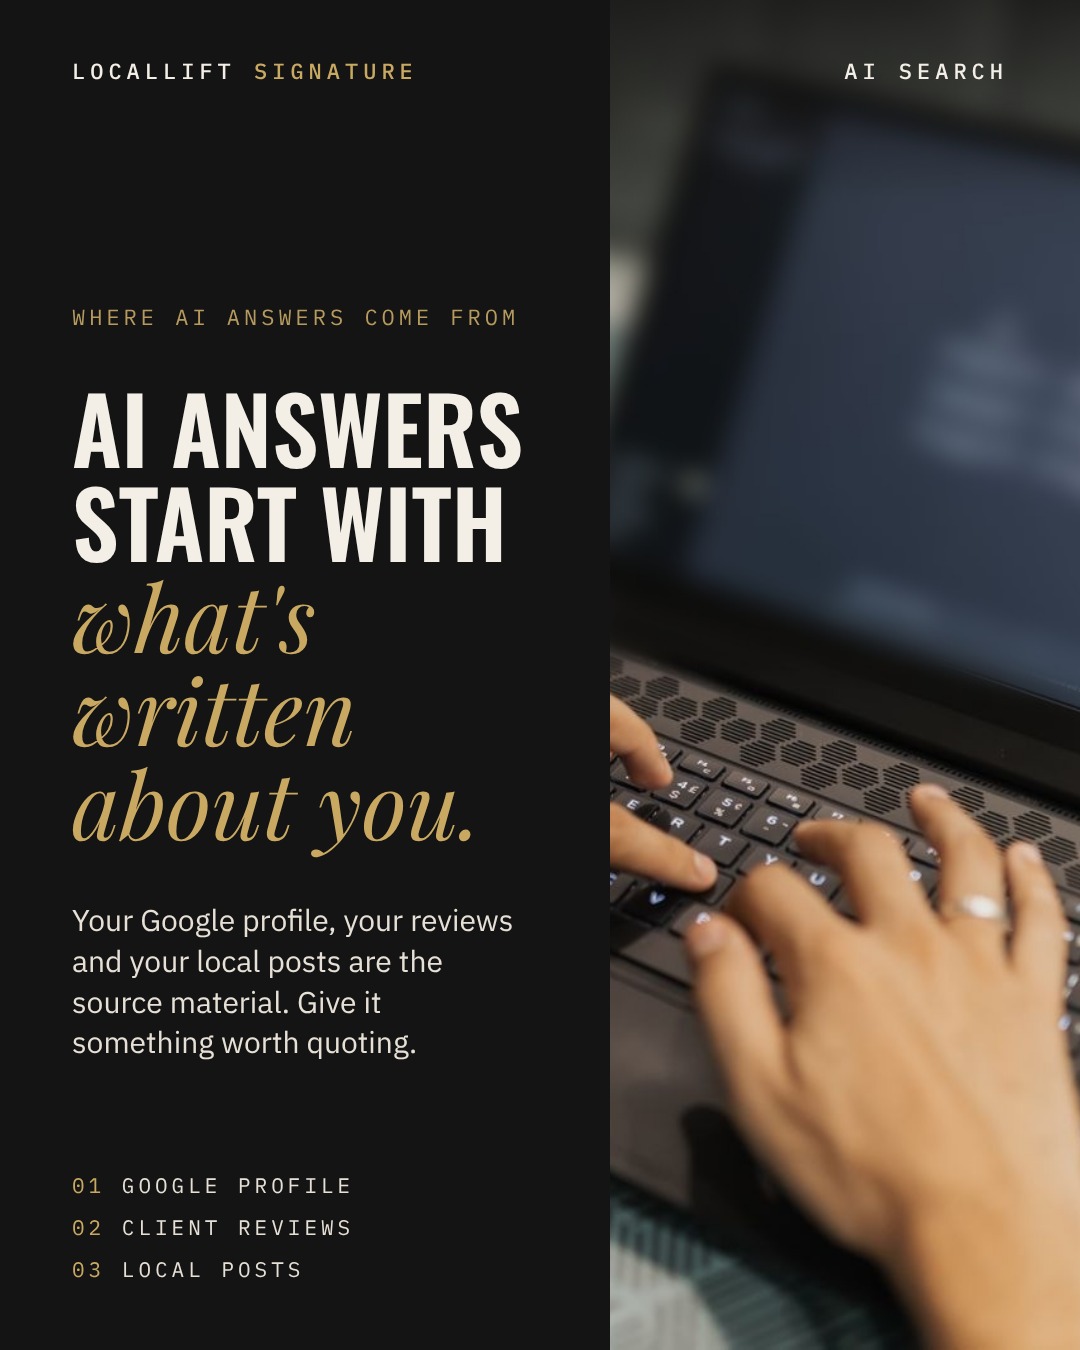 LOCALLIFT SIGNATURE
AI SEARCH
WHERE AI ANSWERS COME FROM
AI ANSWERS
START WITH
what's
written
about you.
Your Google profile, your reviews
and your local posts are the
source material. Give it
something worth quoting.
01 GOOGLE PROFILE
02 CLIENT REVIEWS
03 LOCAL POSTS